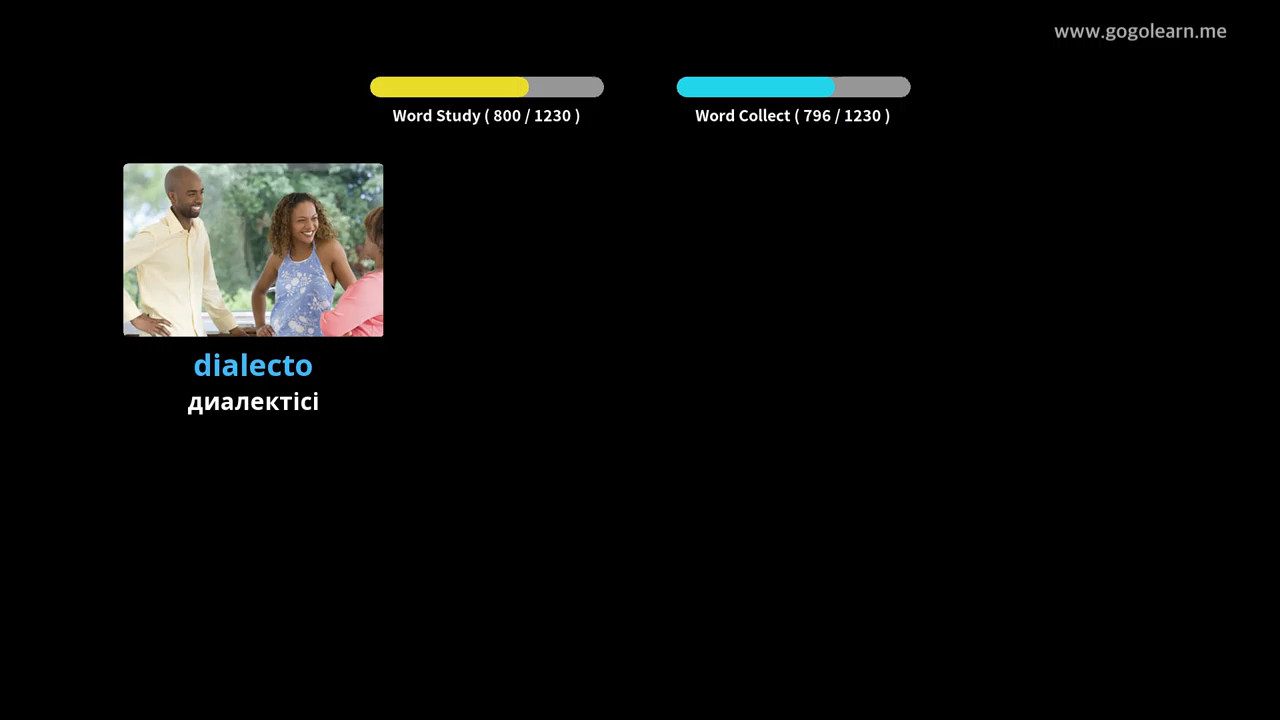 www.gogolearn.me
Word Study ( 800 / 1230 )
Word Collect ( 796 / 1230 )
dialecto
диалектісі